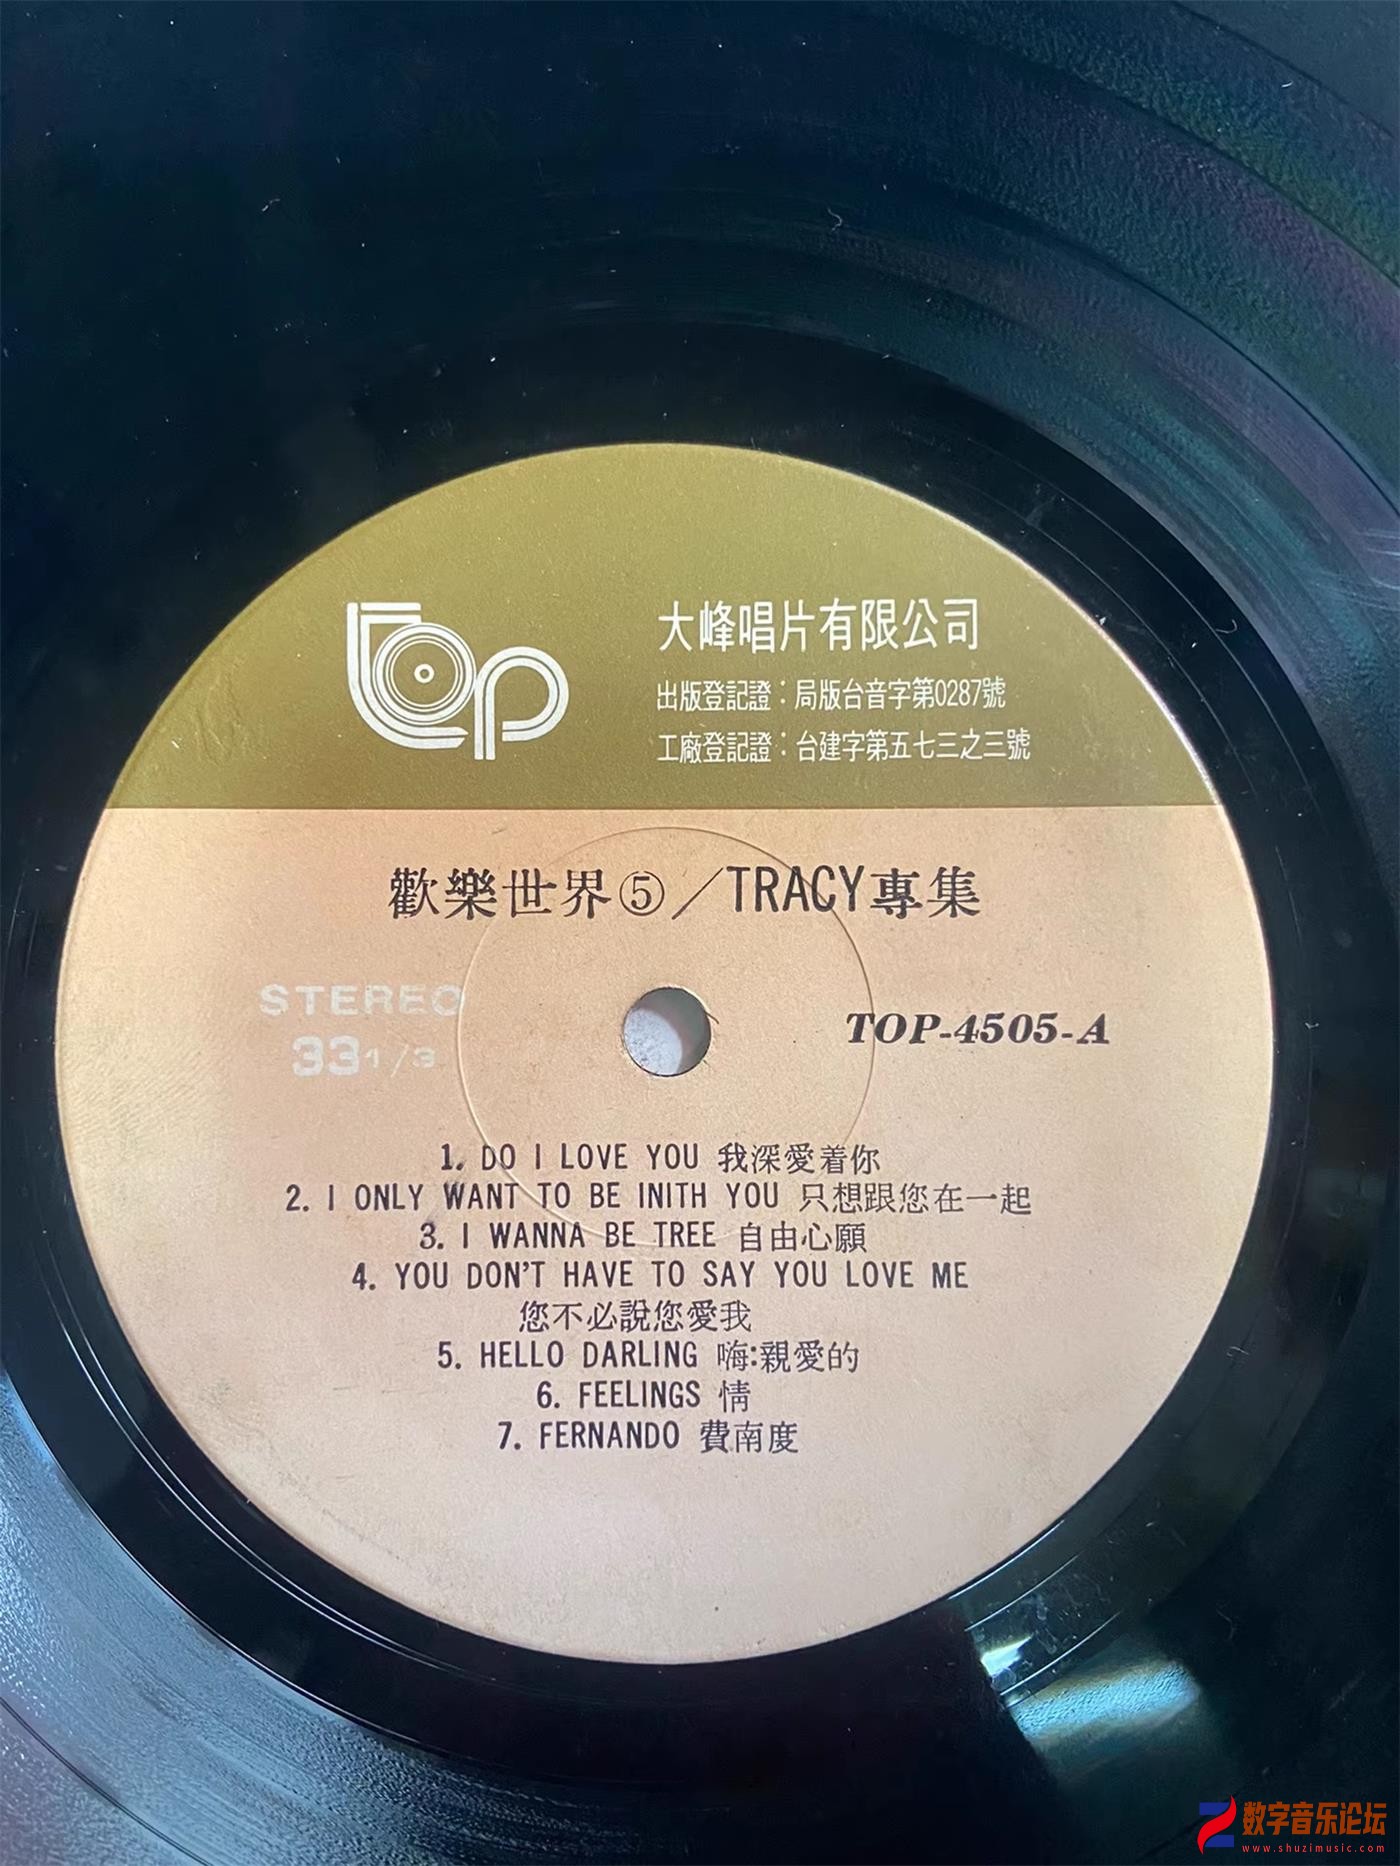 top
大峰唱片有限公司
出版登記證：局版台音字第0287號
工廠登記證：台建字第五七三之三號
歡樂世界⑤／TRACY專集
STEREO
33 1/3
TOP-4505-A
1. DO I LOVE YOU 我深愛着你
2. I ONLY WANT TO BE INITH YOU 只想跟您在一起
3. I WANNA BE TREE 自由心願
4. YOU DON'T HAVE TO SAY YOU LOVE ME
您不必說您愛我
5. HELLO DARLING 嗨:親愛的
6. FEELINGS 情
7. FERNANDO 費南度
数字音乐论坛
www.shuzimusic.com